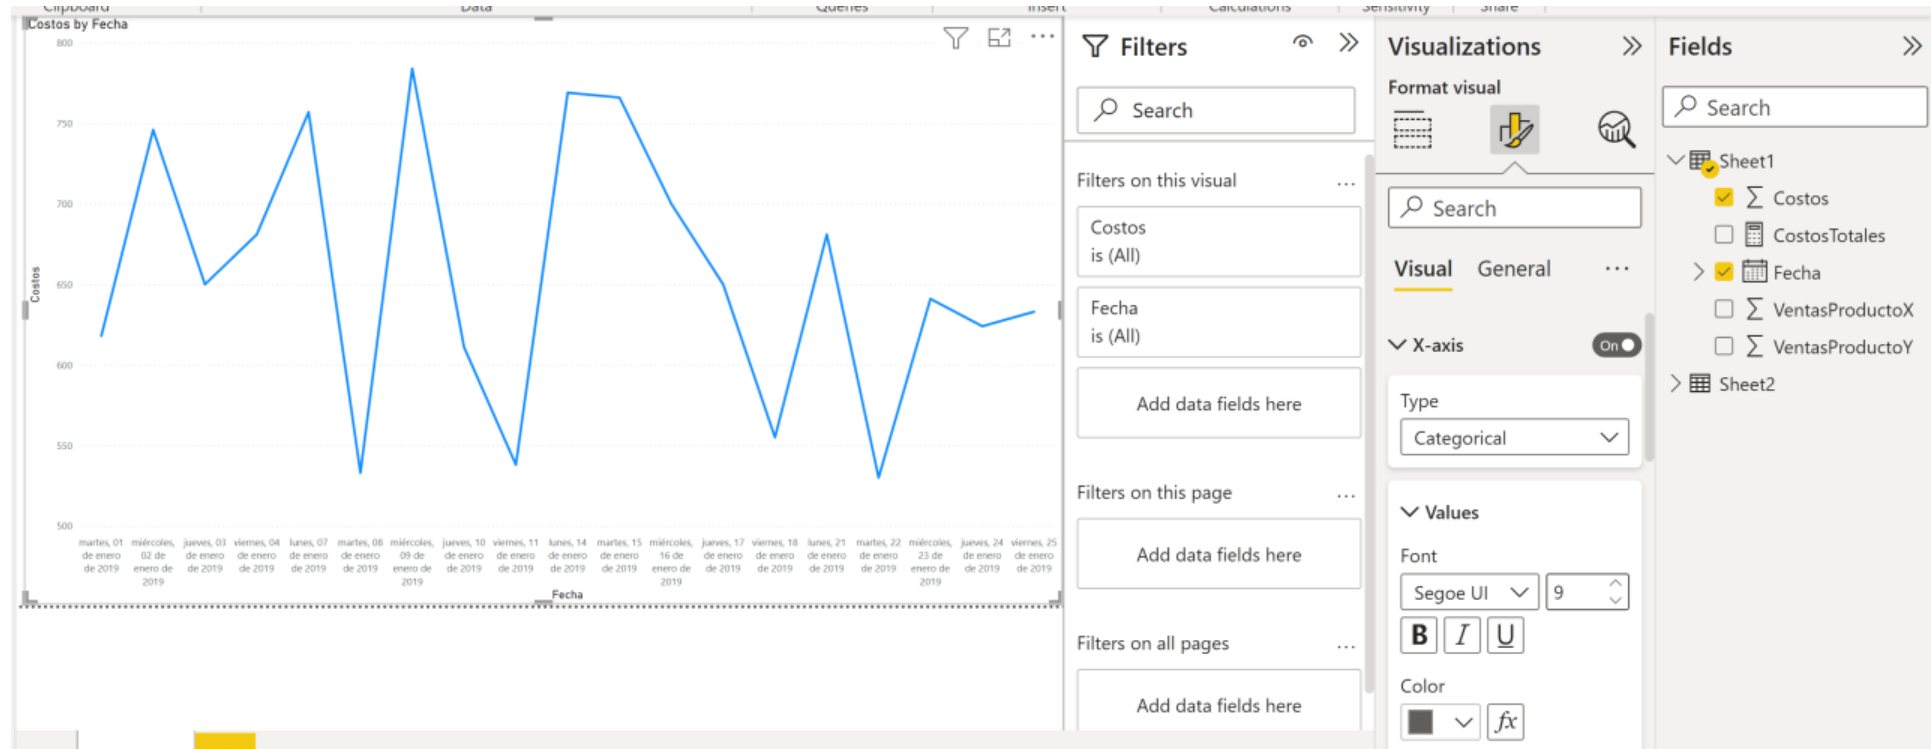 Clipboard
Data
Queries
Insert
Calculations
Sensitivity
Share
Costos by Fecha
800
750
700
650
600
550
500
Costos
martes, 01 de enero de 2019
miércoles, 02 de enero de 2019
jueves, 03 de enero de 2019
viernes, 04 de enero de 2019
lunes, 07 de enero de 2019
martes, 08 de enero de 2019
miércoles, 09 de enero de 2019
jueves, 10 de enero de 2019
viernes, 11 de enero de 2019
lunes, 14 de enero de 2019
martes, 15 de enero de 2019
miércoles, 16 de enero de 2019
jueves, 17 de enero de 2019
viernes, 18 de enero de 2019
lunes, 21 de enero de 2019
martes, 22 de enero de 2019
miércoles, 23 de enero de 2019
jueves, 24 de enero de 2019
viernes, 25 de enero de 2019
Fecha
Filters
Search
Filters on this visual
Costos
is (All)
Fecha
is (All)
Add data fields here
Filters on this page
Add data fields here
Filters on all pages
Add data fields here
Visualizations
Format visual
Search
Visual General
X-axis
On
Type
Categorical
Values
Font
Segoe UI 9
B I U
Color
fx
Fields
Search
Sheet1
Costos
CostosTotales
Fecha
VentasProductoX
VentasProductoY
Sheet2